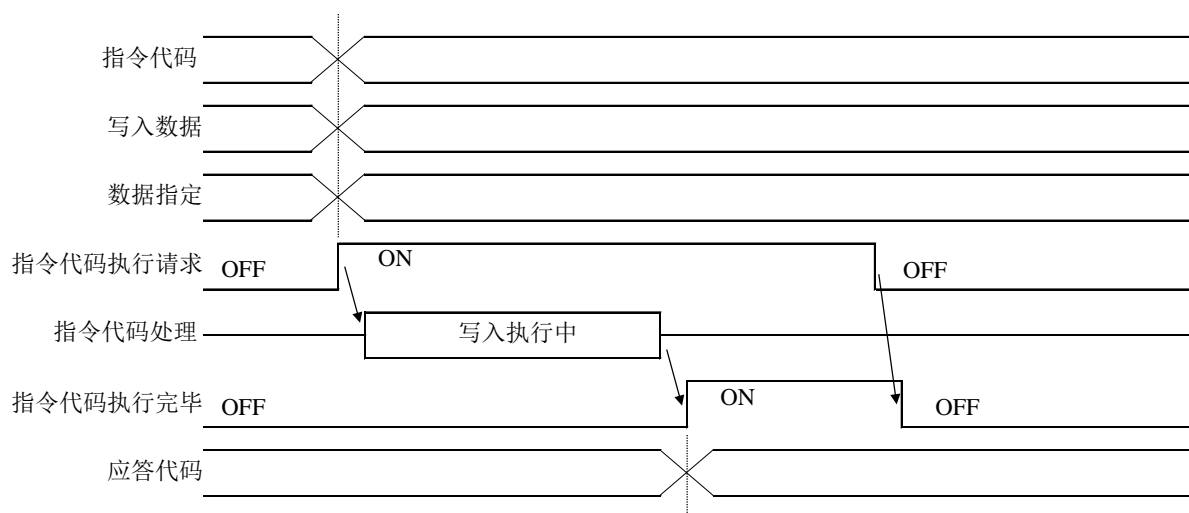 指令代码
写入数据
数据指定
指令代码执行请求 OFF ON OFF
指令代码处理 写入执行中
指令代码执行完毕 OFF ON OFF
应答代码